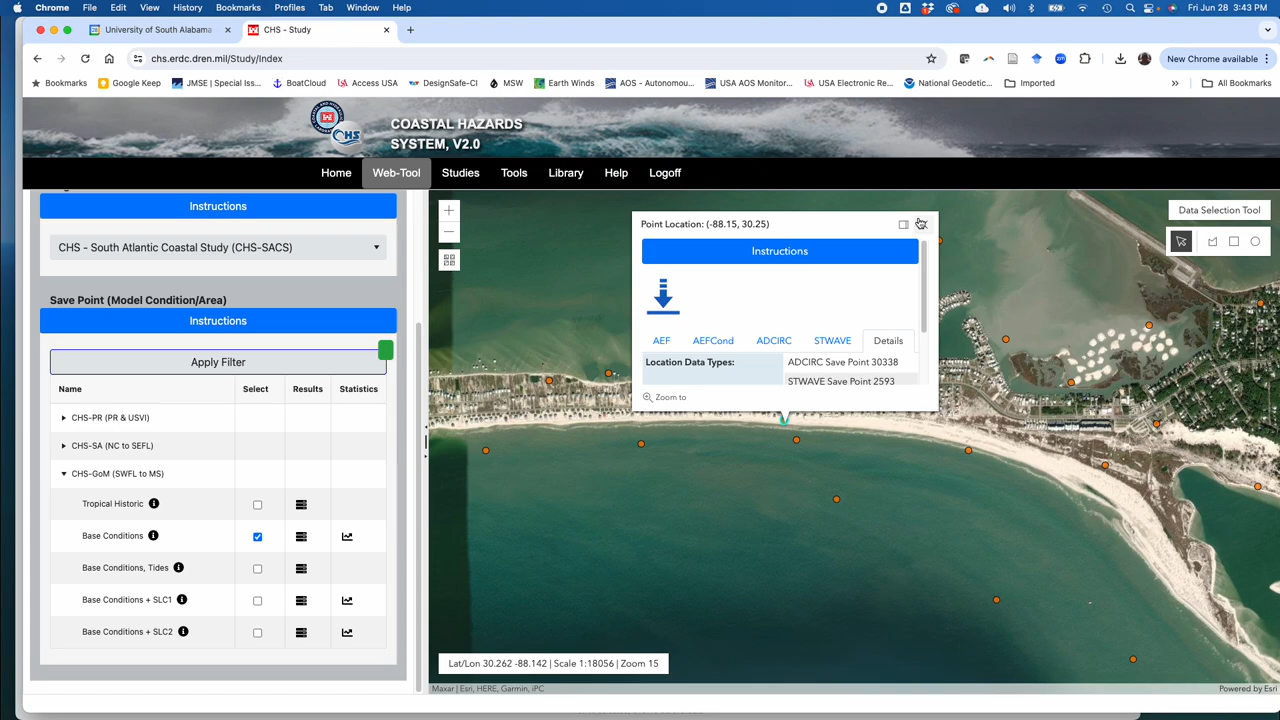 Chrome File Edit View History Bookmarks Profiles Tab Window Help Fri Jun 28 3:43 PM
University of South Alabama CHS - Study
chs.erdc.dren.mil/Study/Index New Chrome available
Bookmarks Google Keep JMSE | Special Iss... BoatCloud Access USA DesignSafe-CI MSW Earth Winds AOS - Autonomou... USA AOS Monitor... USA Electronic Re... National Geodetic... Imported » All Bookmarks
COASTAL HAZARDS
SYSTEM, V2.0
CHS
Home Web-Tool Studies Tools Library Help Logoff
Instructions
CHS - South Atlantic Coastal Study (CHS-SACS)
Save Point (Model Condition/Area)
Instructions
Apply Filter
Name Select Results Statistics
CHS-PR (PR & USVI)
CHS-SA (NC to SEFL)
CHS-GoM (SWFL to MS)
Tropical Historic
Base Conditions
Base Conditions, Tides
Base Conditions + SLC1
Base Conditions + SLC2
+
−
Point Location: (-88.15, 30.25)
Instructions
AEF AEFCond ADCIRC STWAVE Details
Location Data Types: ADCIRC Save Point 30338
STWAVE Save Point 2593
Zoom to
Data Selection Tool
Lat/Lon 30.262 -88.142 | Scale 1:18056 | Zoom 15
Maxar | Esri, HERE, Garmin, iPC Powered by Esri